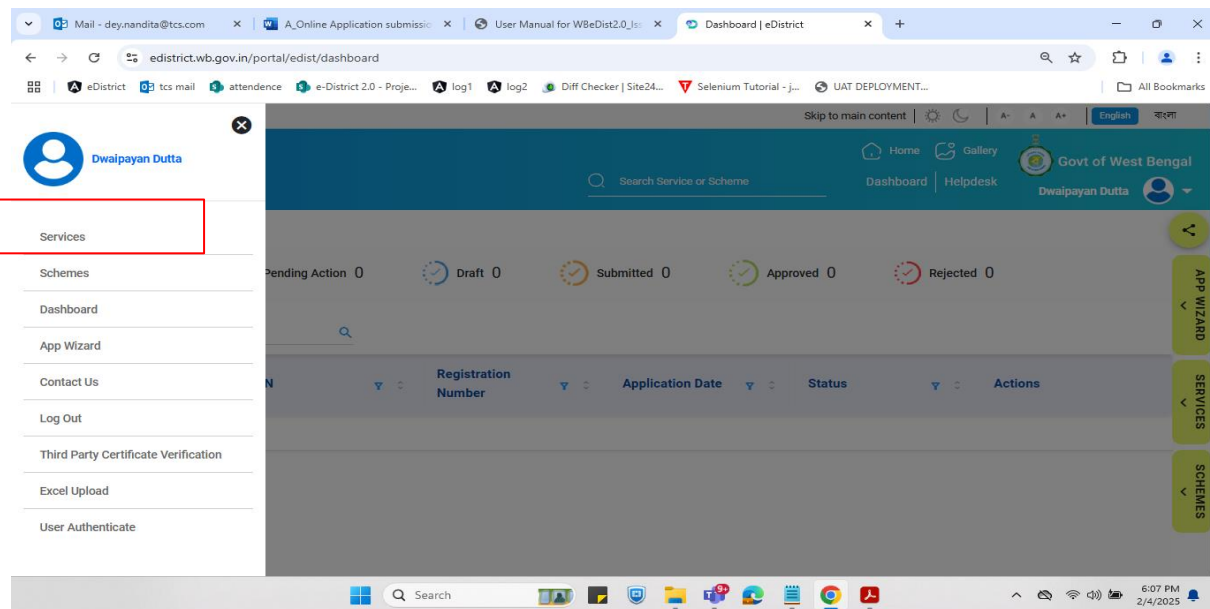 Mail - dey.nandita@tcs.com
A_Online Application submissio
User Manual for WBeDist2.0_Iss
Dashboard | eDistrict
edistrict.wb.gov.in/portal/edist/dashboard
eDistrict
tcs mail
attendence
e-District 2.0 - Proje...
log1
log2
Diff Checker | Site24...
Selenium Tutorial - j...
UAT DEPLOYMENT...
All Bookmarks
Skip to main content | A- A A+ English বাংলা
Dwaipayan Dutta
Home Gallery
Govt of West Bengal
Search Service or Scheme
Dashboard | Helpdesk
Dwaipayan Dutta
Services
Schemes
Dashboard
App Wizard
Contact Us
Log Out
Third Party Certificate Verification
Excel Upload
User Authenticate
Pending Action 0
Draft 0
Submitted 0
Approved 0
Rejected 0
N
Registration
Number
Application Date
Status
Actions
APP WIZARD
SERVICES
SCHEMES
Search
9+
6:07 PM
2/4/2025